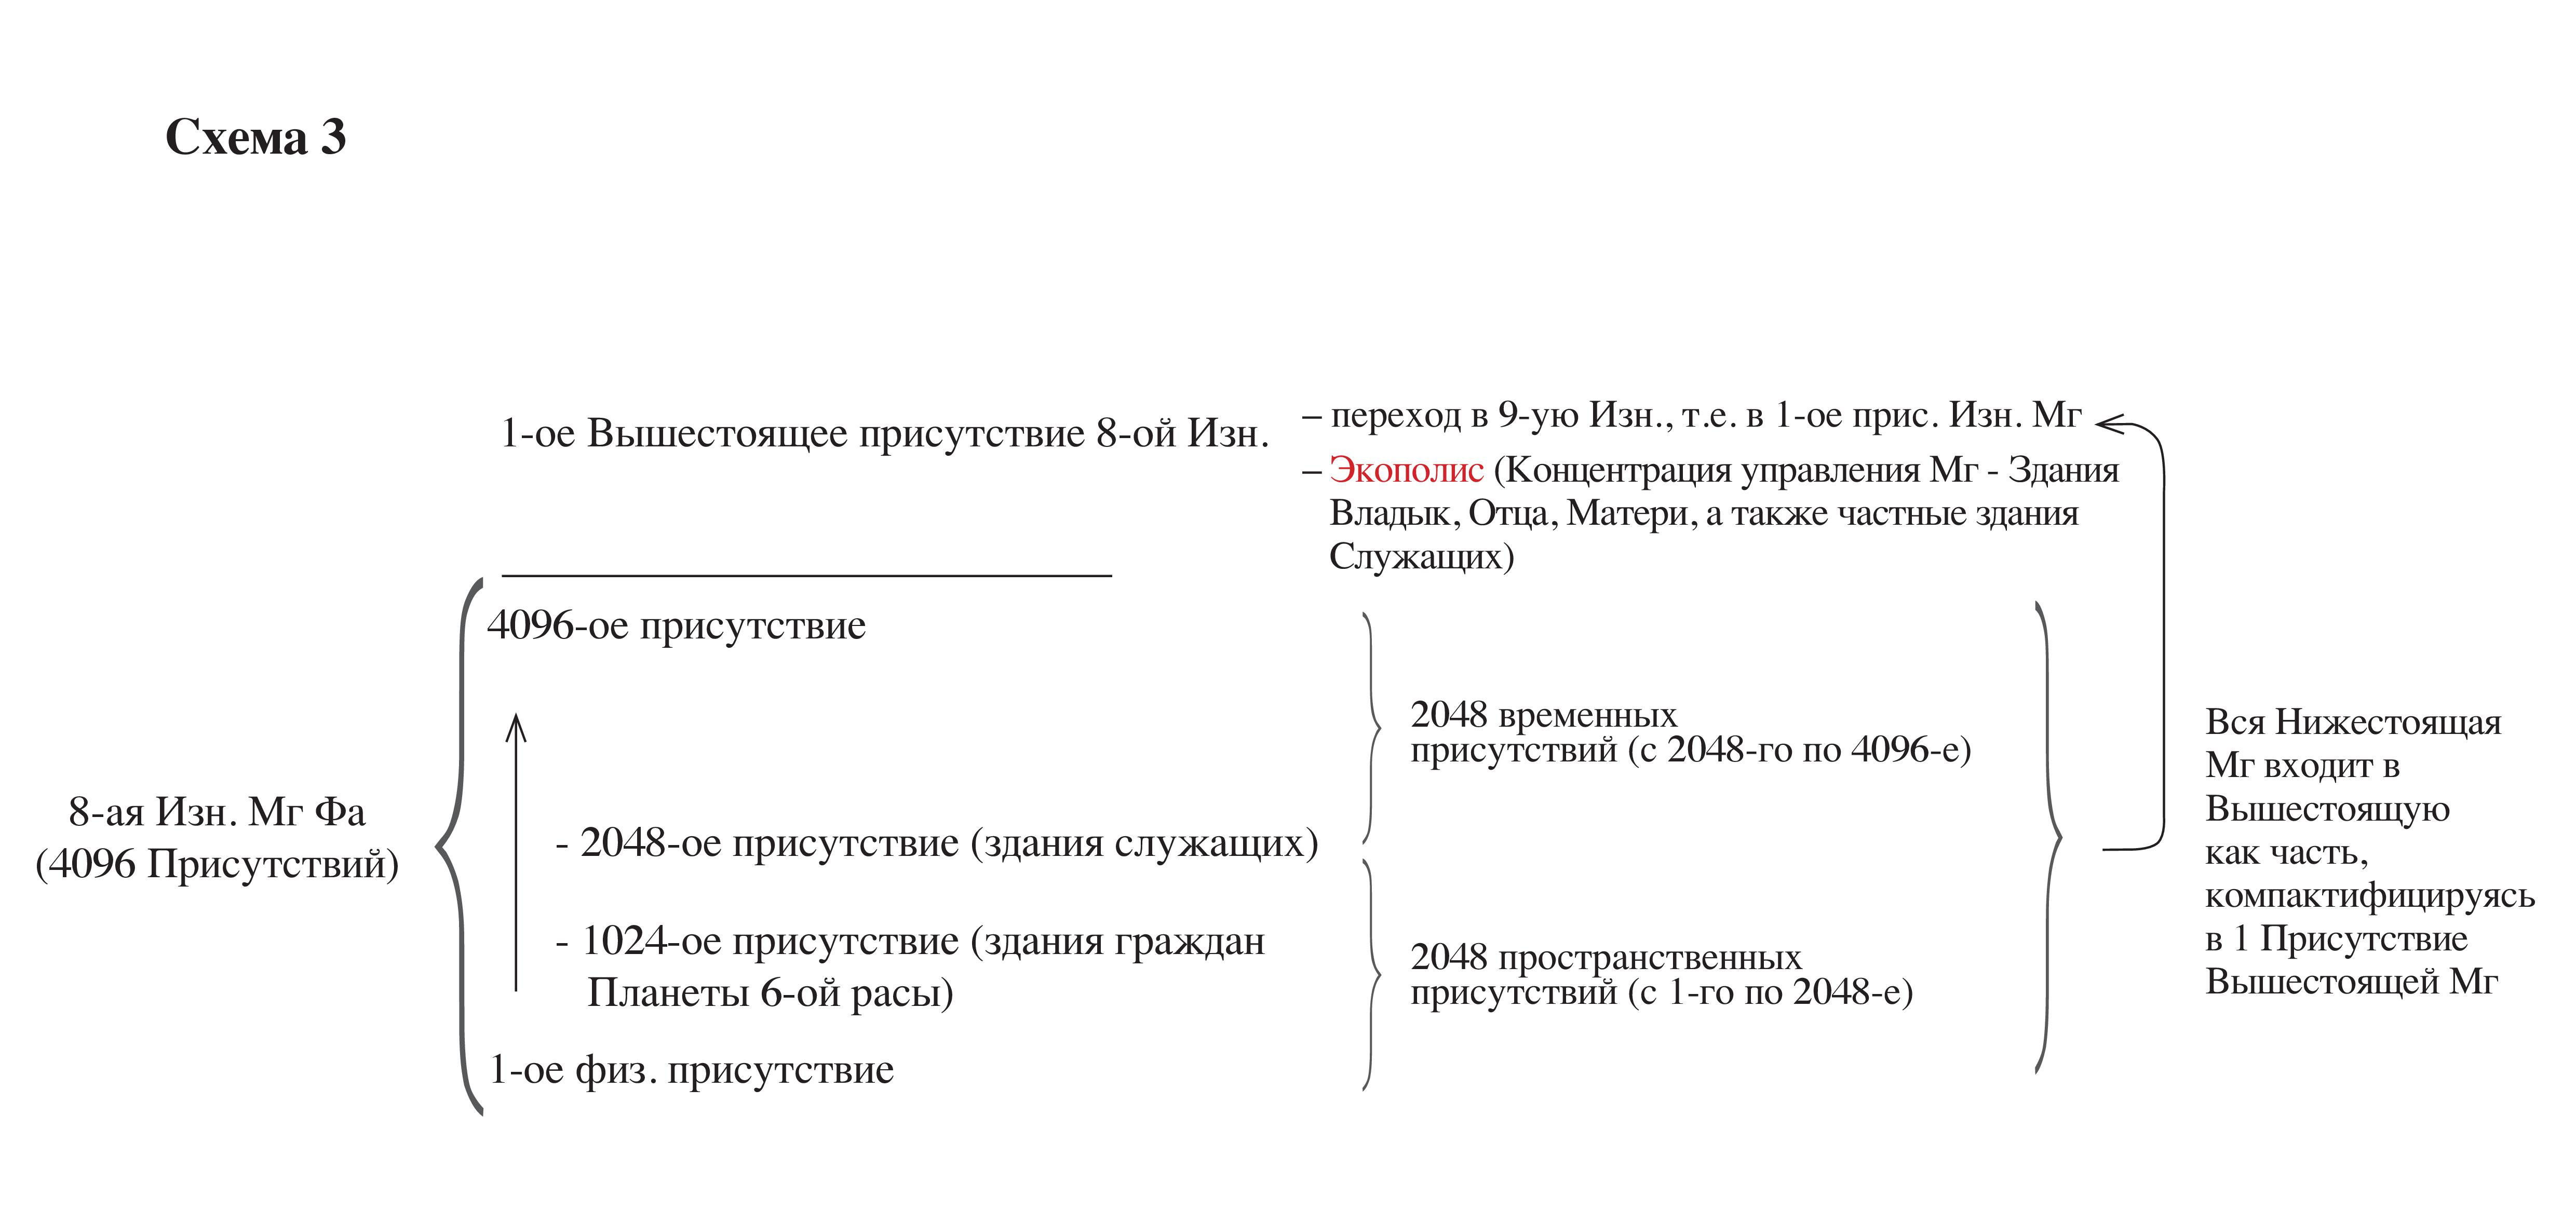 Схема 3
1-ое Вышестоящее присутствие 8-ой Изн.
– переход в 9-ую Изн., т.е. в 1-ое прис. Изн. Мг
– Экополис (Концентрация управления Мг - Здания
Владык, Отца, Матери, а также частные здания
Служащих)
8-ая Изн. Мг Фа
(4096 Присутствий)
4096-ое присутствие
- 2048-ое присутствие (здания служащих)
- 1024-ое присутствие (здания граждан
Планеты 6-ой расы)
1-ое физ. присутствие
2048 временных
присутствий (с 2048-го по 4096-е)
2048 пространственных
присутствий (с 1-го по 2048-е)
Вся Нижестоящая
Мг входит в
Вышестоящую
как часть,
компактифицируясь
в 1 Присутствие
Вышестоящей Мг